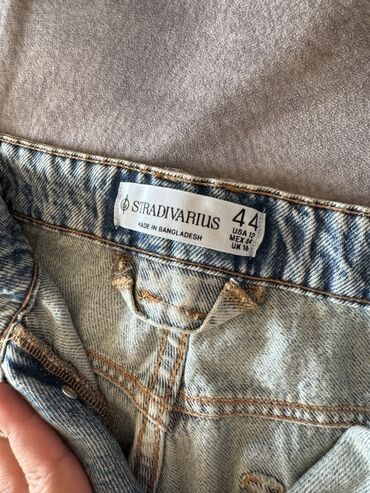 STRADIVARIUS
MADE IN BANGLADESH
44
USA 12
MEX 34
UK 16